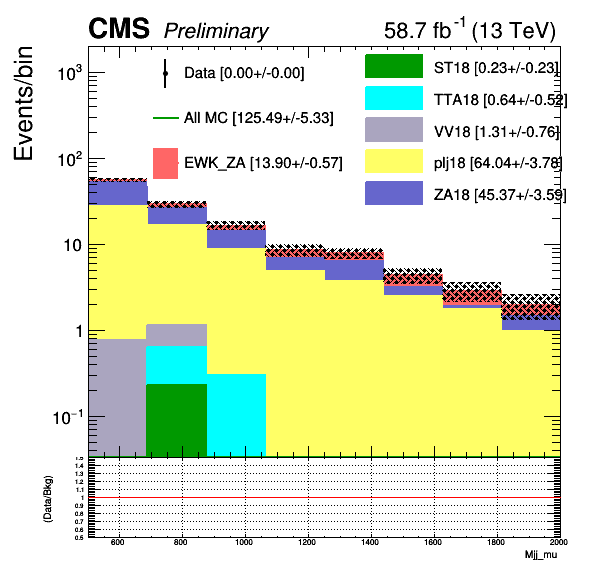 CMS Preliminary 58.7 fb⁻¹ (13 TeV)
Events/bin
10³
10²
10
1
10⁻¹
Data [0.00+/-0.00]
All MC [125.49+/-5.33]
EWK_ZA [13.90+/-0.57]
ST18 [0.23+/-0.23]
TTA18 [0.64+/-0.52]
VV18 [1.31+/-0.76]
plj18 [64.04+/-3.78]
ZA18 [45.37+/-3.59]
(Data/Bkg)
1.5
1.4
1.3
1.2
1.1
1
0.9
0.8
0.7
0.6
0.5
600 800 1000 1200 1400 1600 1800 2000
Mjj_mu